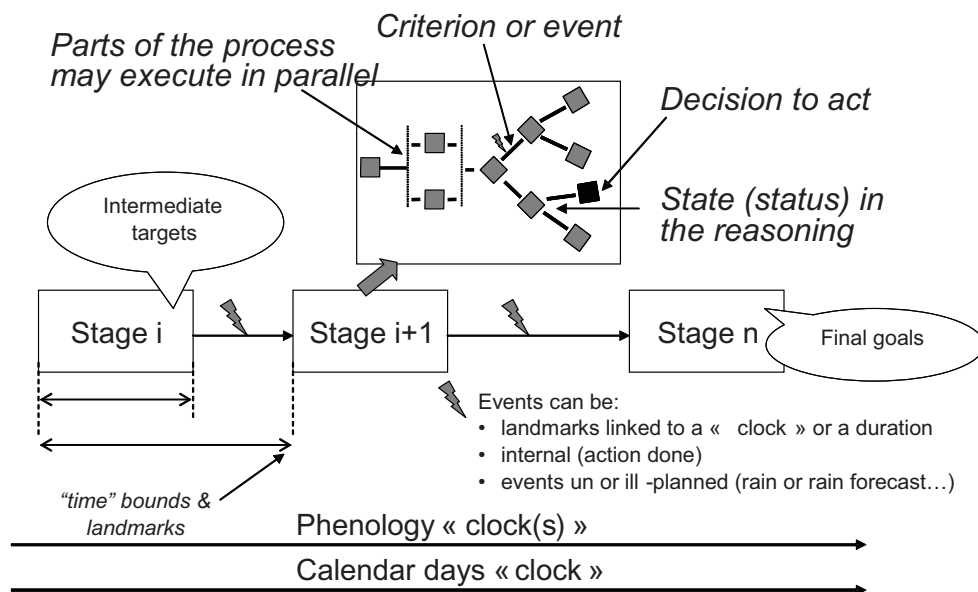 Criterion or event
Parts of the process
may execute in parallel
Decision to act
State (status) in
the reasoning
Intermediate
targets
Stage i
Stage i+1
Stage n
Final goals
Events can be:
• landmarks linked to a « clock » or a duration
• internal (action done)
• events un or ill -planned (rain or rain forecast…)
“time” bounds &
landmarks
Phenology « clock(s) »
Calendar days « clock »